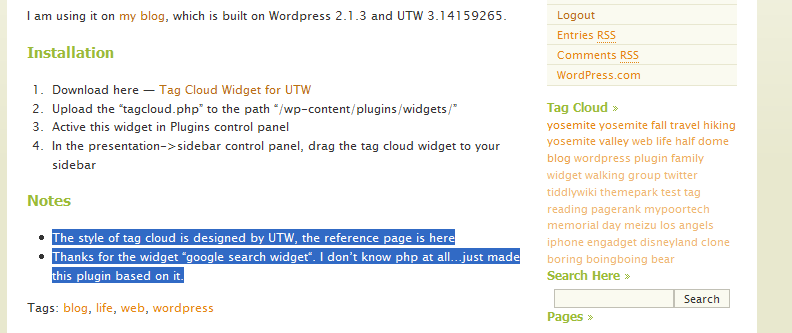 I am using it on my blog, which is built on Wordpress 2.1.3 and UTW 3.14159265.
Installation
1. Download here — Tag Cloud Widget for UTW
2. Upload the “tagcloud.php” to the path “/wp-content/plugins/widgets/”
3. Active this widget in Plugins control panel
4. In the presentation->sidebar control panel, drag the tag cloud widget to your
sidebar
Notes
• The style of tag cloud is designed by UTW, the reference page is here
• Thanks for the widget “google search widget“. I don’t know php at all…just made
this plugin based on it.
Tags: blog, life, web, wordpress
Logout
Entries RSS
Comments RSS
WordPress.com
Tag Cloud »
yosemite yosemite fall travel hiking
yosemite valley web life half dome
blog wordpress plugin family
widget walking group twitter
tiddlywiki themepark test tag
reading pagerank mypoortech
memorial day meizu los angels
iphone engadget disneyland clone
boring boingboing bear
Search Here »
Search
Pages »